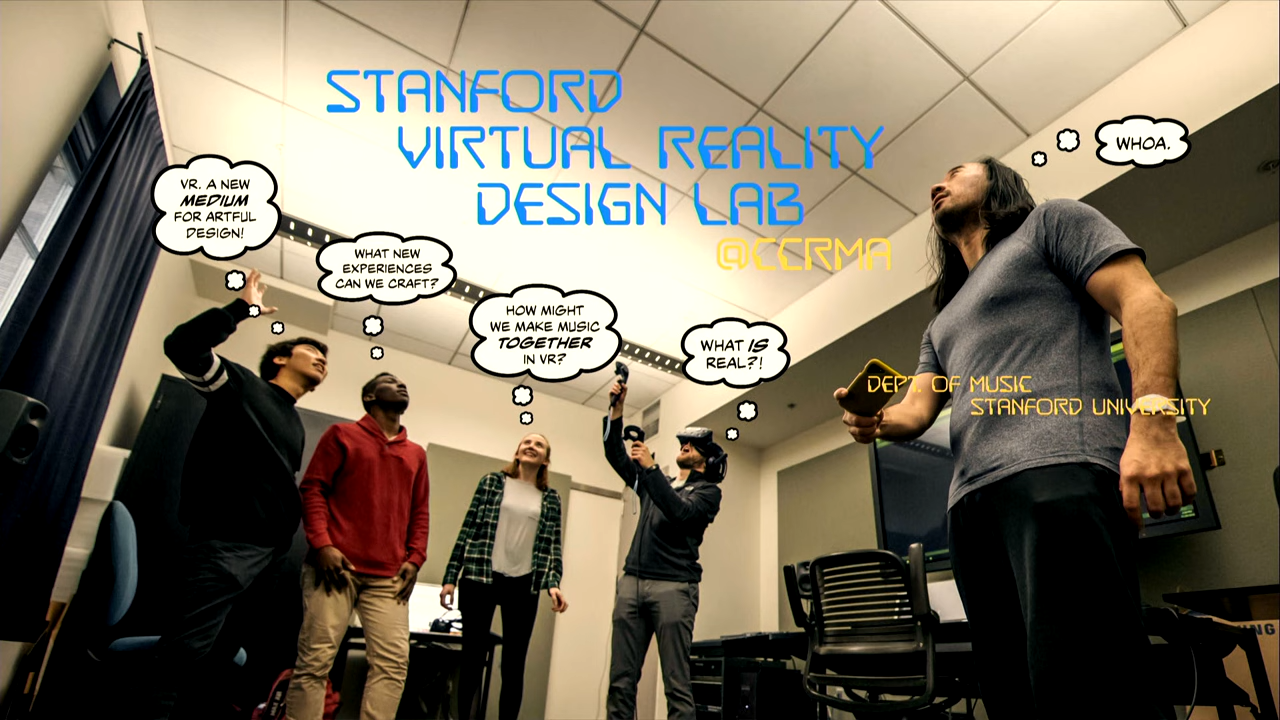 STANFORD
VIRTUAL REALITY
DESIGN LAB
@CCRMA
WHOA.
VR. A NEW
MEDIUM
FOR ARTFUL
DESIGN!
WHAT NEW
EXPERIENCES
CAN WE CRAFT?
HOW MIGHT
WE MAKE MUSIC
TOGETHER
IN VR?
WHAT IS
REAL?!
DEPT. OF MUSIC
STANFORD UNIVERSITY